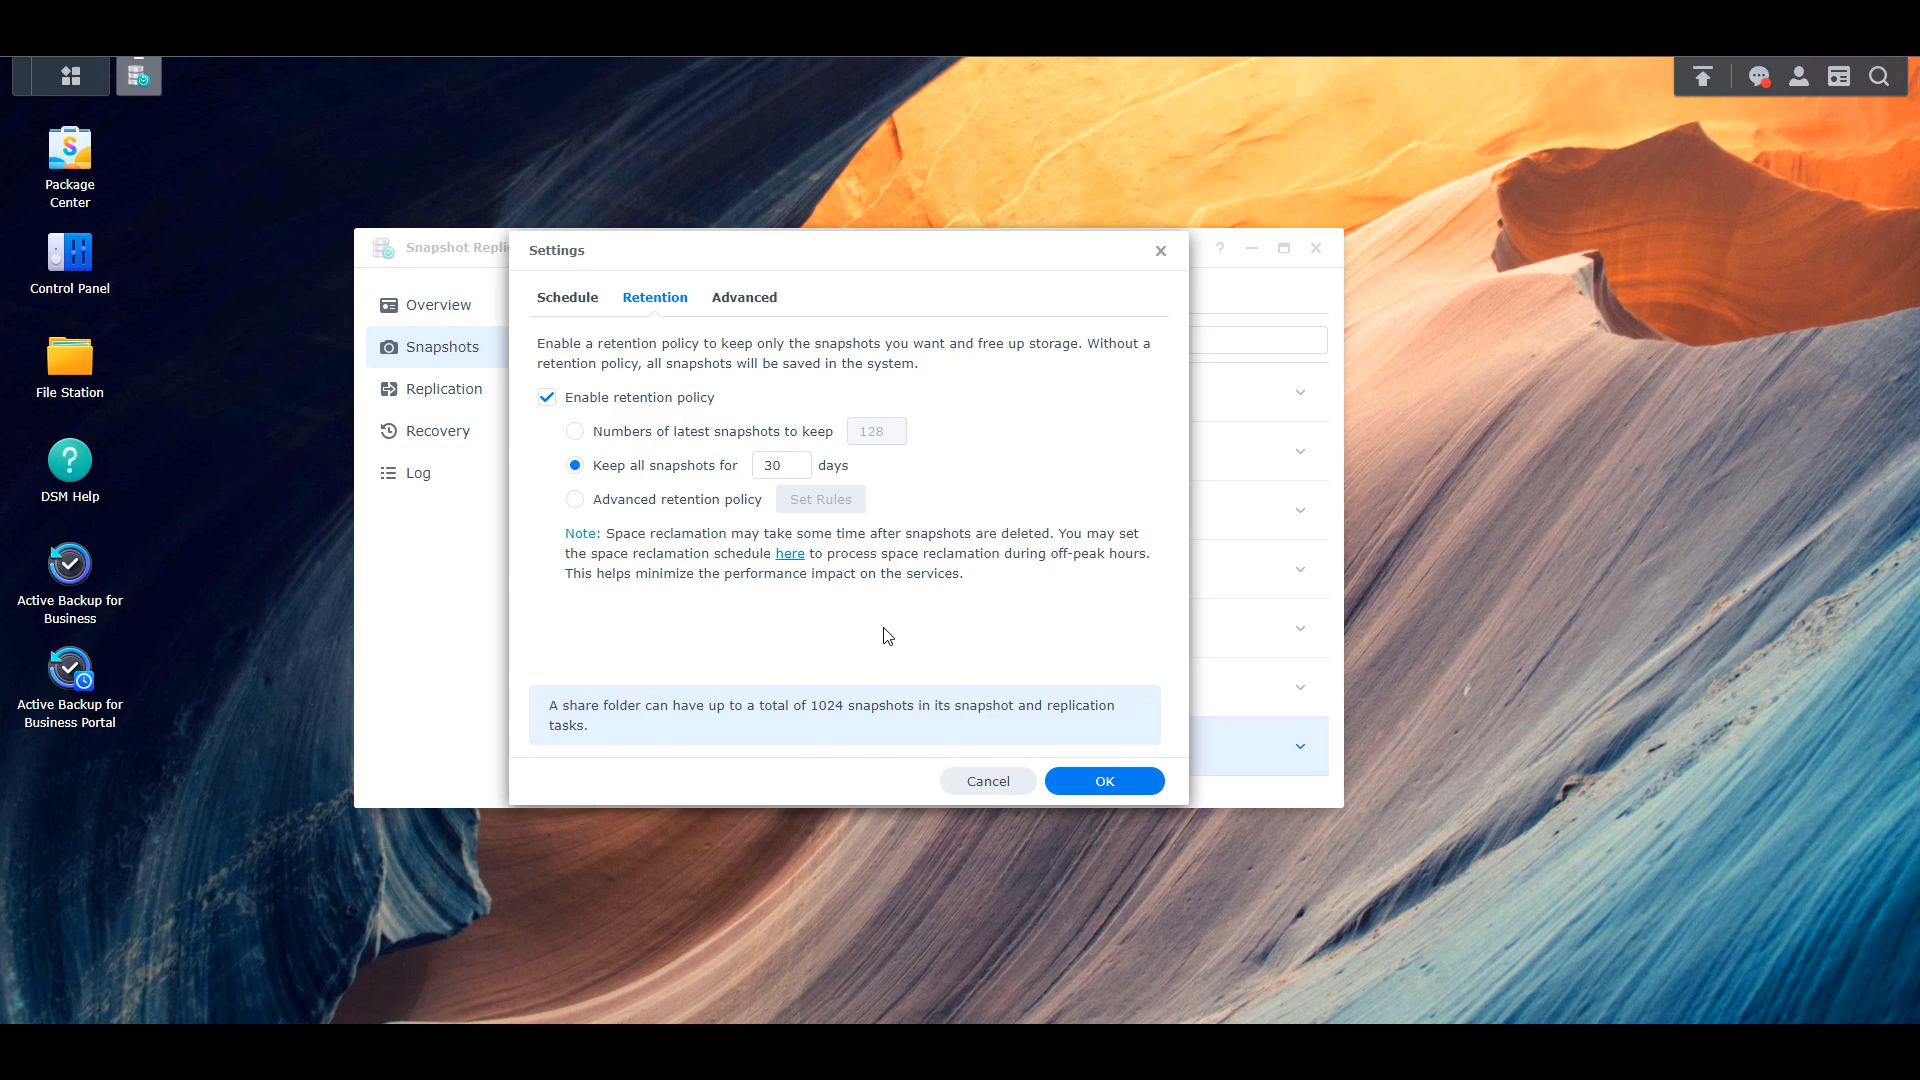 Package
Center
Control Panel
File Station
DSM Help
Active Backup for
Business
Active Backup for
Business Portal
Snapshot Repli
?
Overview
Snapshots
Replication
Recovery
Log
Settings
Schedule Retention Advanced
Enable a retention policy to keep only the snapshots you want and free up storage. Without a
retention policy, all snapshots will be saved in the system.
Enable retention policy
Numbers of latest snapshots to keep 128
Keep all snapshots for 30 days
Advanced retention policy Set Rules
Note: Space reclamation may take some time after snapshots are deleted. You may set
the space reclamation schedule here to process space reclamation during off-peak hours.
This helps minimize the performance impact on the services.
A share folder can have up to a total of 1024 snapshots in its snapshot and replication
tasks.
Cancel OK